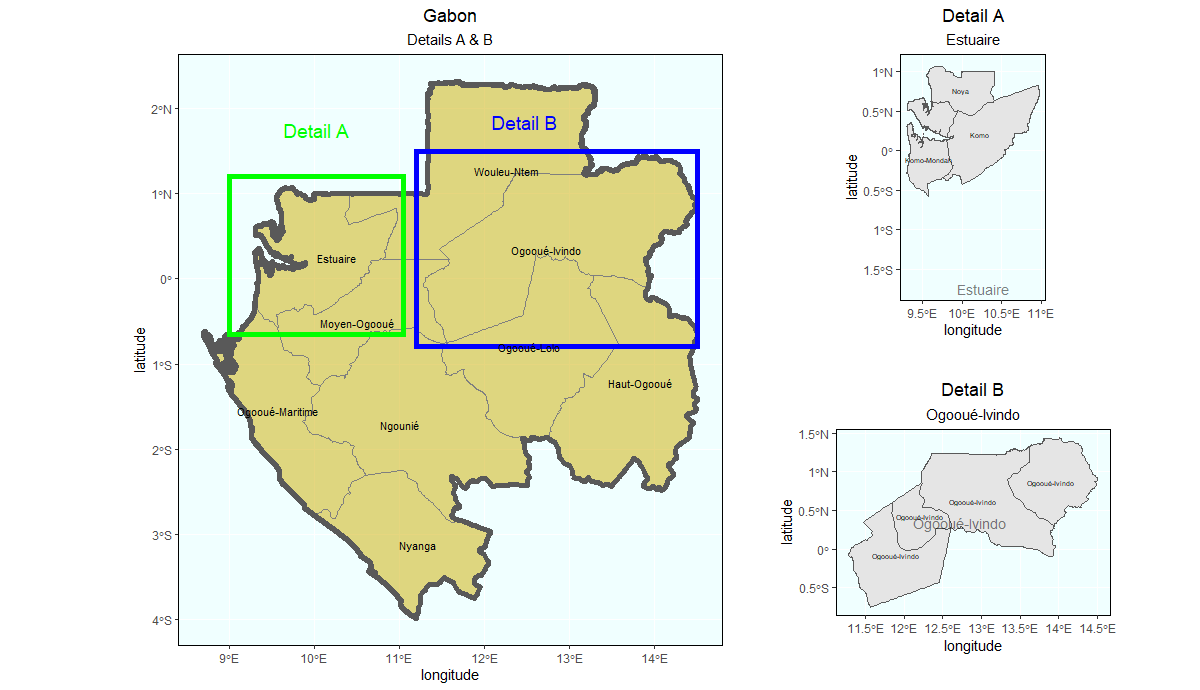 Gabon
Details A & B
2°N
1°N
0°
1°S
2°S
3°S
4°S
latitude
Detail A
Detail B
Wouleu-Ntem
Ogooué-Ivindo
Estuaire
Moyen-Ogooué
Ogooué-Lolo
Haut-Ogooué
Ogooué-Maritime
Ngounié
Nyanga
9°E 10°E 11°E 12°E 13°E 14°E
longitude
Detail A
Estuaire
1°N
0.5°N
0°
0.5°S
1°S
1.5°S
latitude
Noya
Komo
Komo-Mondah
Estuaire
9.5°E 10°E 10.5°E 11°E
longitude
Detail B
Ogooué-Ivindo
1.5°N
1°N
0.5°N
0°
0.5°S
latitude
Ogooué-Ivindo
Ogooué-Ivindo
Ogooué-Ivindo
Ogooué-Ivindo
Ogooué-Ivindo
11.5°E 12°E 12.5°E 13°E 13.5°E 14°E 14.5°E
longitude